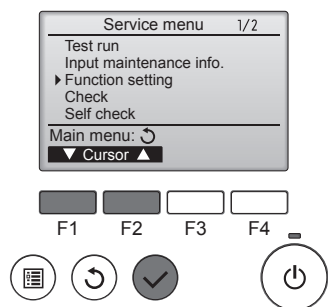 Service menu 1/2
Test run
Input maintenance info.
Function setting
Check
Self check
Main menu:
▼ Cursor ▲
F1 F2 F3 F4